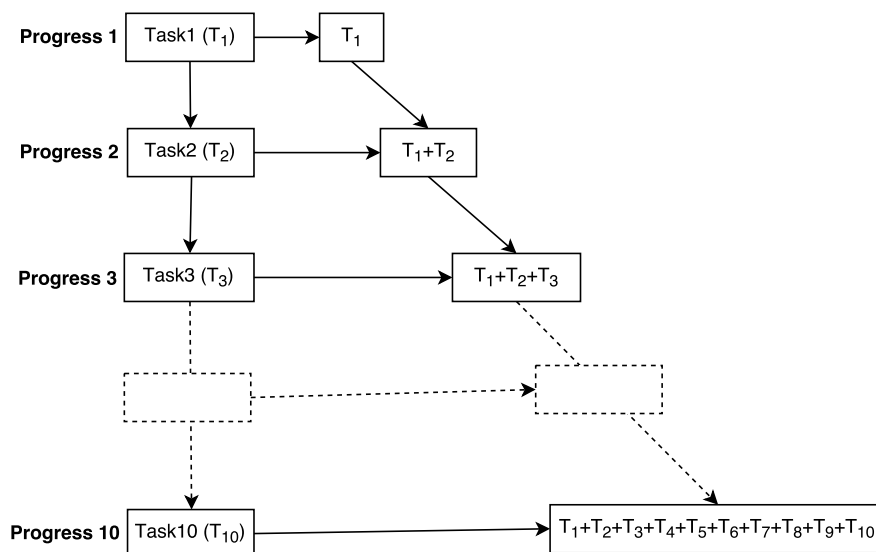 Progress 1 Task1 (T₁) T₁
Progress 2 Task2 (T₂) T₁+T₂
Progress 3 Task3 (T₃) T₁+T₂+T₃
Progress 10 Task10 (T₁₀) T₁+T₂+T₃+T₄+T₅+T₆+T₇+T₈+T₉+T₁₀